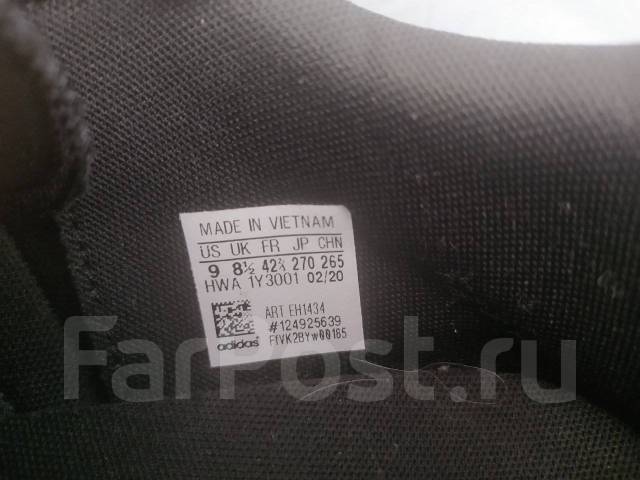 MADE IN VIETNAM
US UK FR JP CHN
9 8½ 42⅔ 270 265
HWA 1Y3001 02/20
ART EH1434
#124925639
adidas FfVK2BYw00185
FarPost.ru